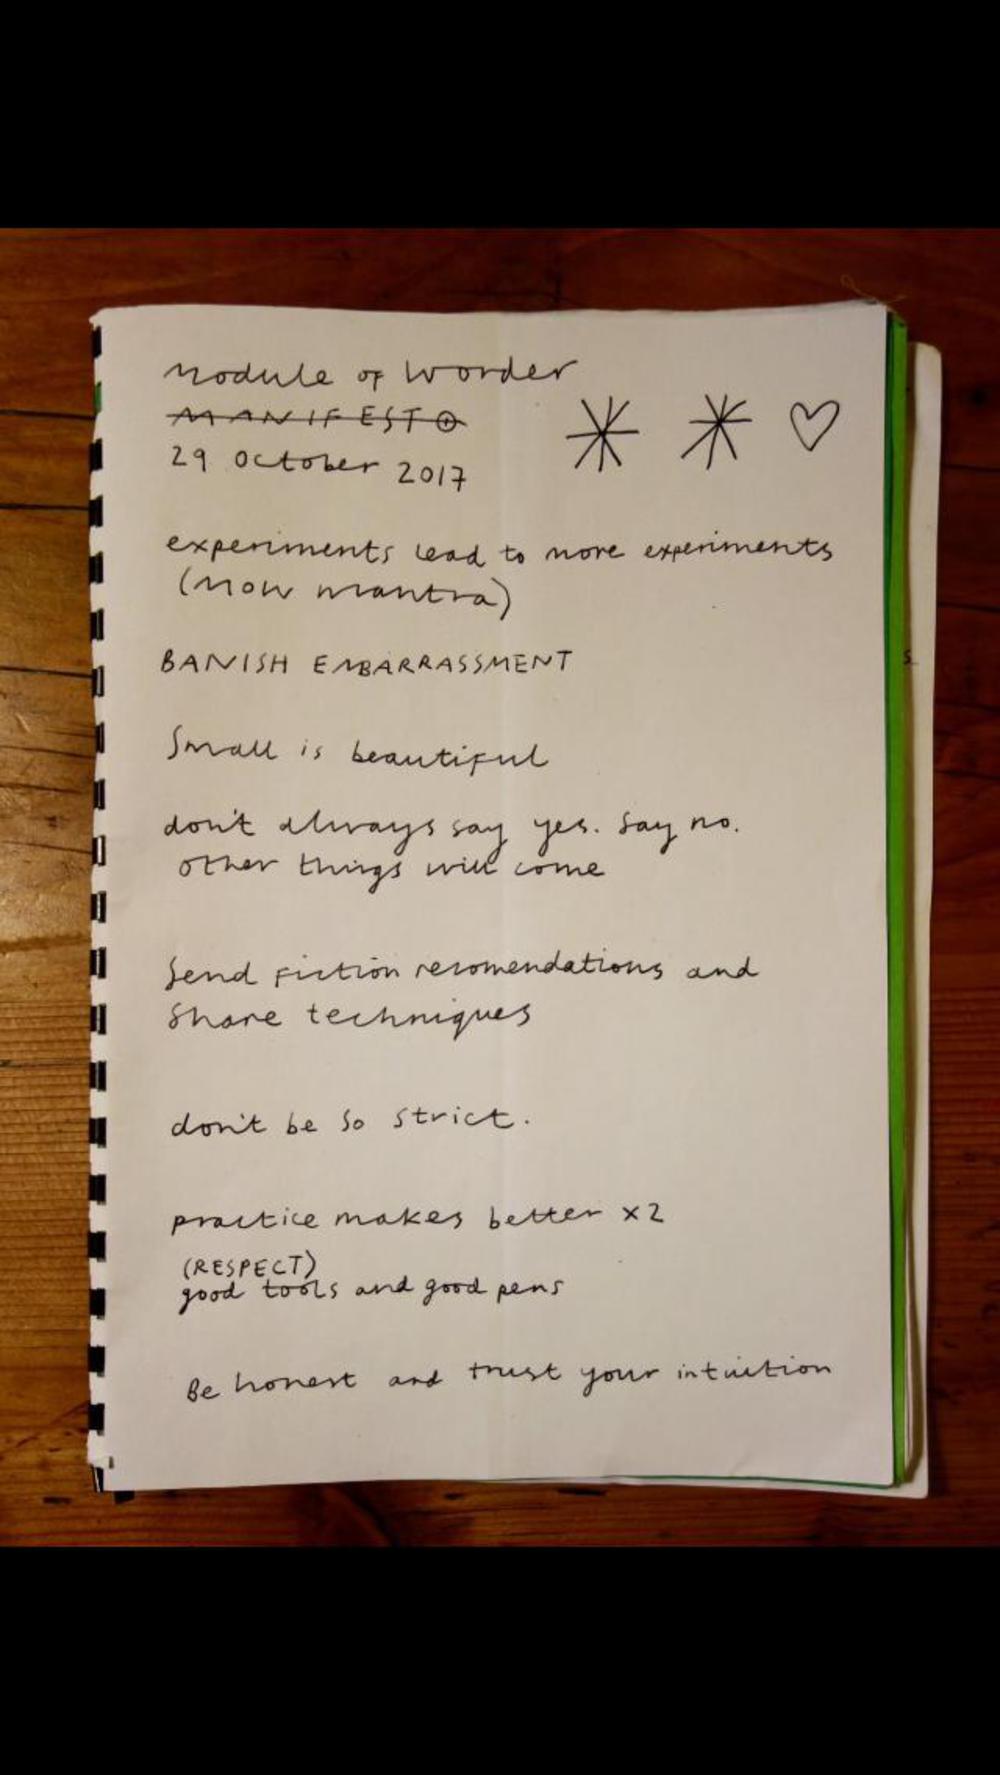 Module of Wonder
MANIFESTO
29 October 2017
experiments lead to more experiments
(MOW mantra)
BANISH EMBARRASSMENT
Small is beautiful
don't always say yes. Say no.
other things will come
Send fiction recomendations and
Share techniques
don't be so strict.
practice makes better x2
(RESPECT)
good tools and good pens
Be honest and trust your intuition
s.